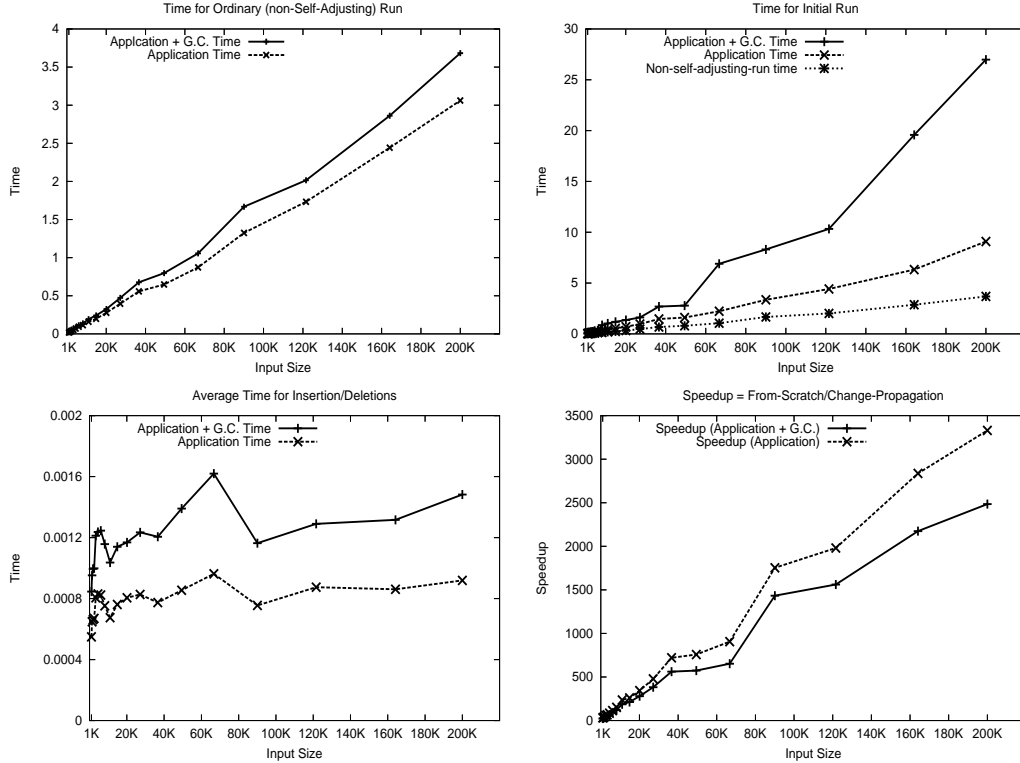 Time for Ordinary (non-Self-Adjusting) Run
Applcation + G.C. Time
Application Time
4
3.5
3
2.5
2
1.5
1
0.5
0
Time
1K 20K 40K 60K 80K 100K 120K 140K 160K 180K 200K
Input Size
Time for Initial Run
Application + G.C. Time
Application Time
Non-self-adjusting-run time
30
25
20
15
10
5
0
Time
1K 20K 40K 60K 80K 100K 120K 140K 160K 180K 200K
Input Size
Average Time for Insertion/Deletions
Application + G.C. Time
Application Time
0.002
0.0016
0.0012
0.0008
0.0004
0
Time
1K 20K 40K 60K 80K 100K 120K 140K 160K 180K 200K
Input Size
Speedup = From-Scratch/Change-Propagation
Speedup (Application + G.C.)
Speedup (Application)
3500
3000
2500
2000
1500
1000
500
0
Speedup
1K 20K 40K 60K 80K 100K 120K 140K 160K 180K 200K
Input Size